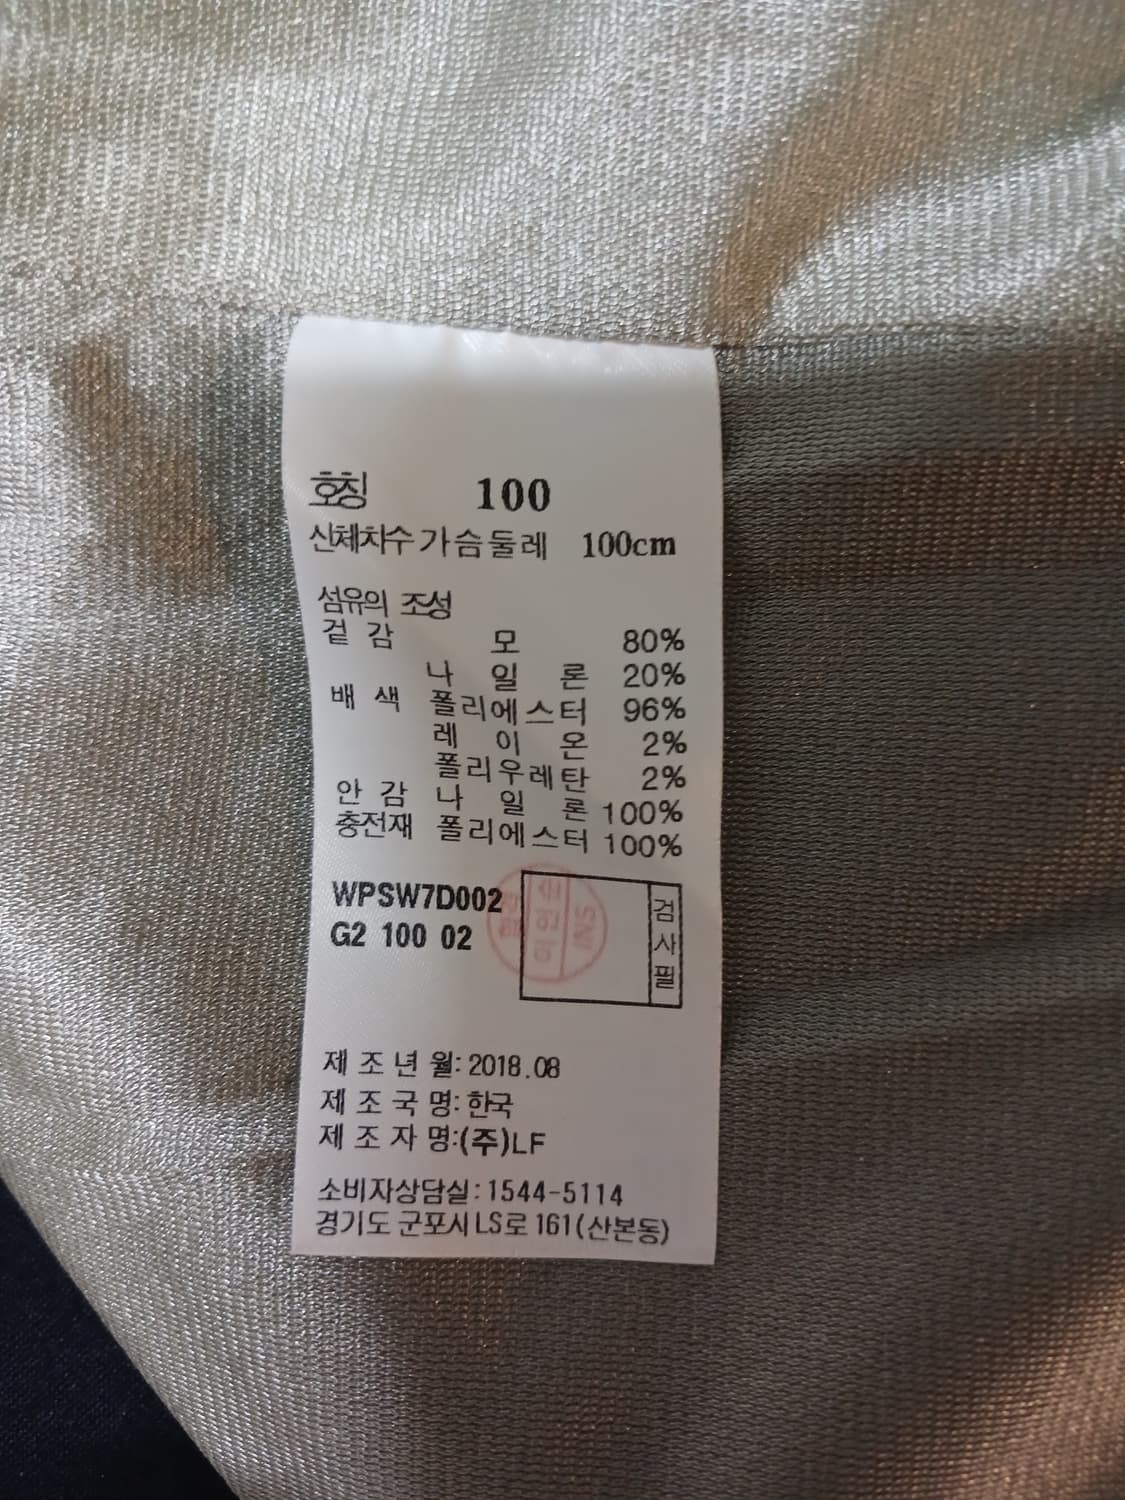 호칭 100
신체치수 가슴둘레 100cm
섬유의 조성
겉감 모 80%
나일론 20%
배색 폴리에스터 96%
레이온 2%
폴리우레탄 2%
안감 나일론 100%
충전재 폴리에스터 100%
WPSW7D002
G2 100 02
검사필
제조년월: 2018.08
제조국명: 한국
제조자명:(주)LF
소비자상담실: 1544-5114
경기도 군포시 LS로 161(산본동)